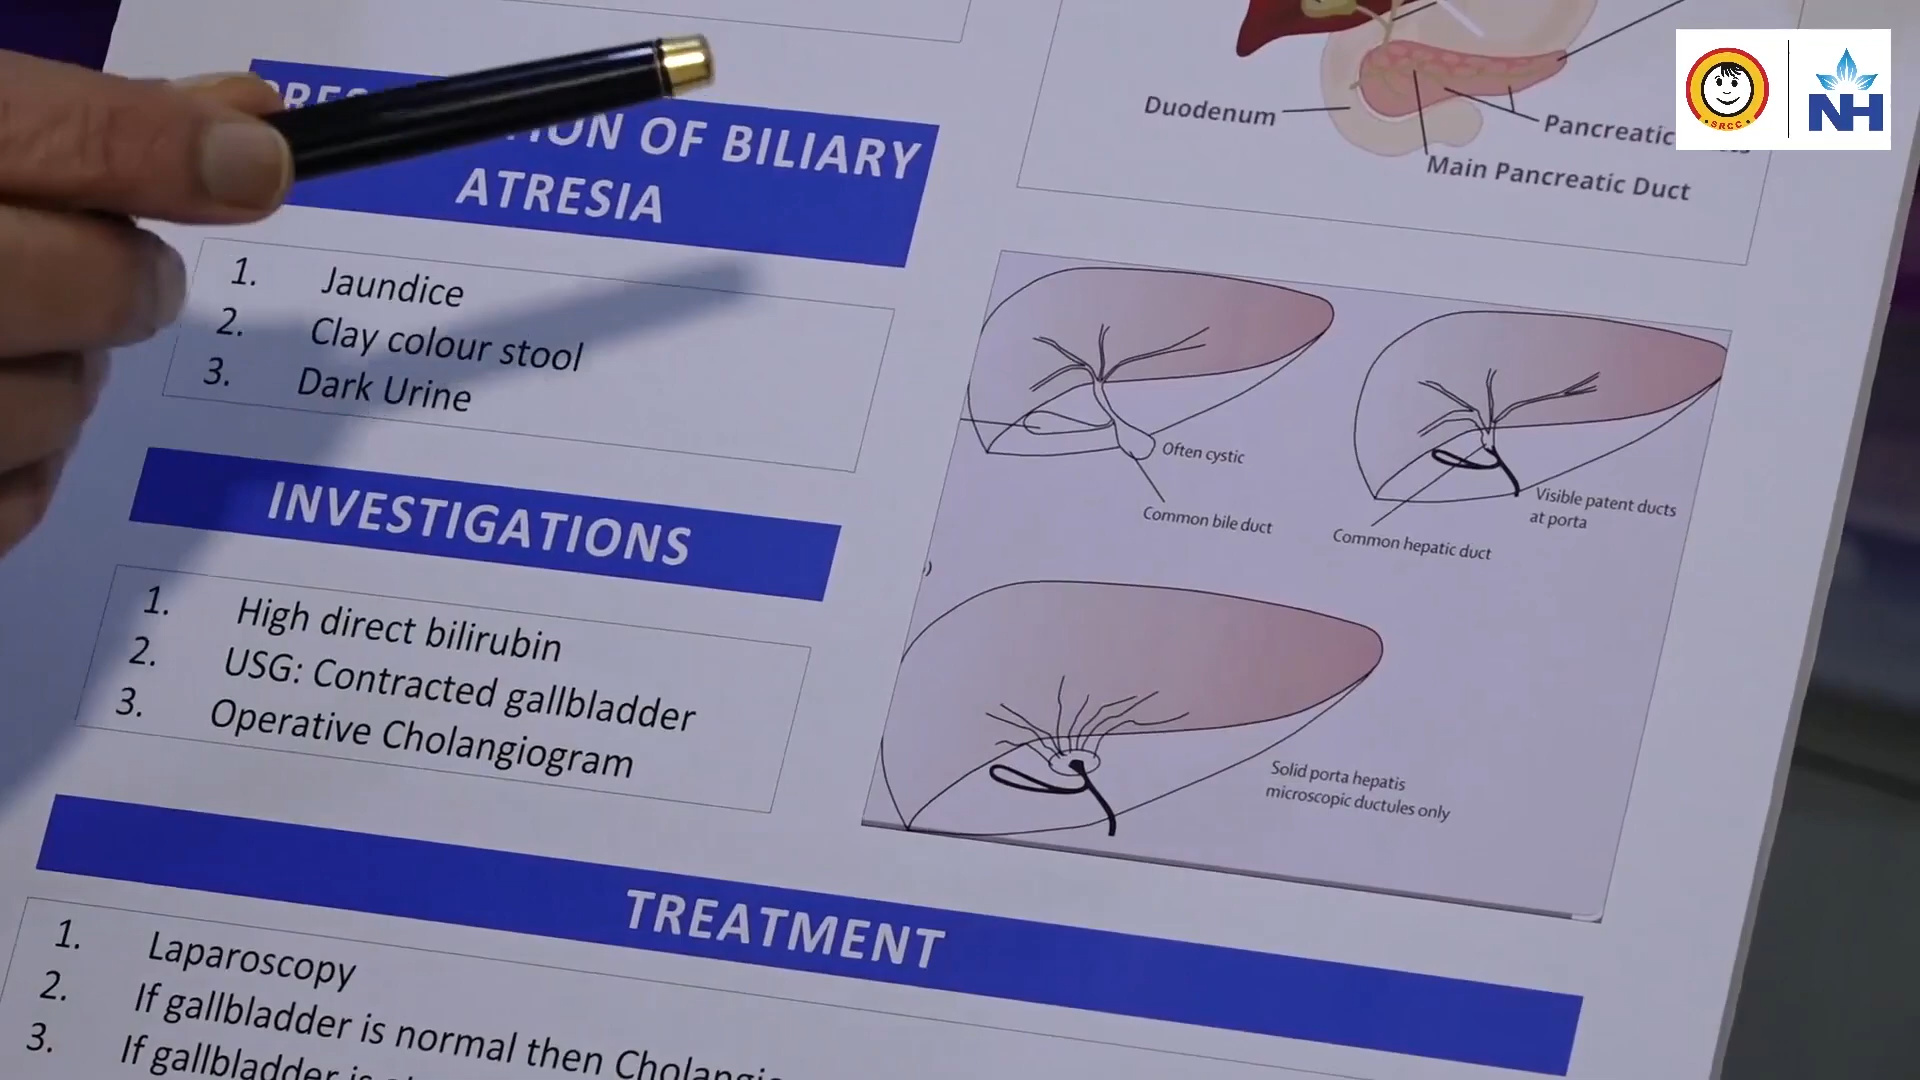 OF BILIARY
ATRESIA
1. Jaundice
2. Clay colour stool
3. Dark Urine
INVESTIGATIONS
1. High direct bilirubin
2. USG: Contracted gallbladder
3. Operative Cholangiogram
TREATMENT
1. Laparoscopy
2. If gallbladder is normal then
3. If gallbladder is
Duodenum
Pancreatic
Main Pancreatic Duct
Often cystic
Common bile duct
Visible patent ducts
at porta
Common hepatic duct
Solid porta hepatis
microscopic ductules only
SRCC
NH